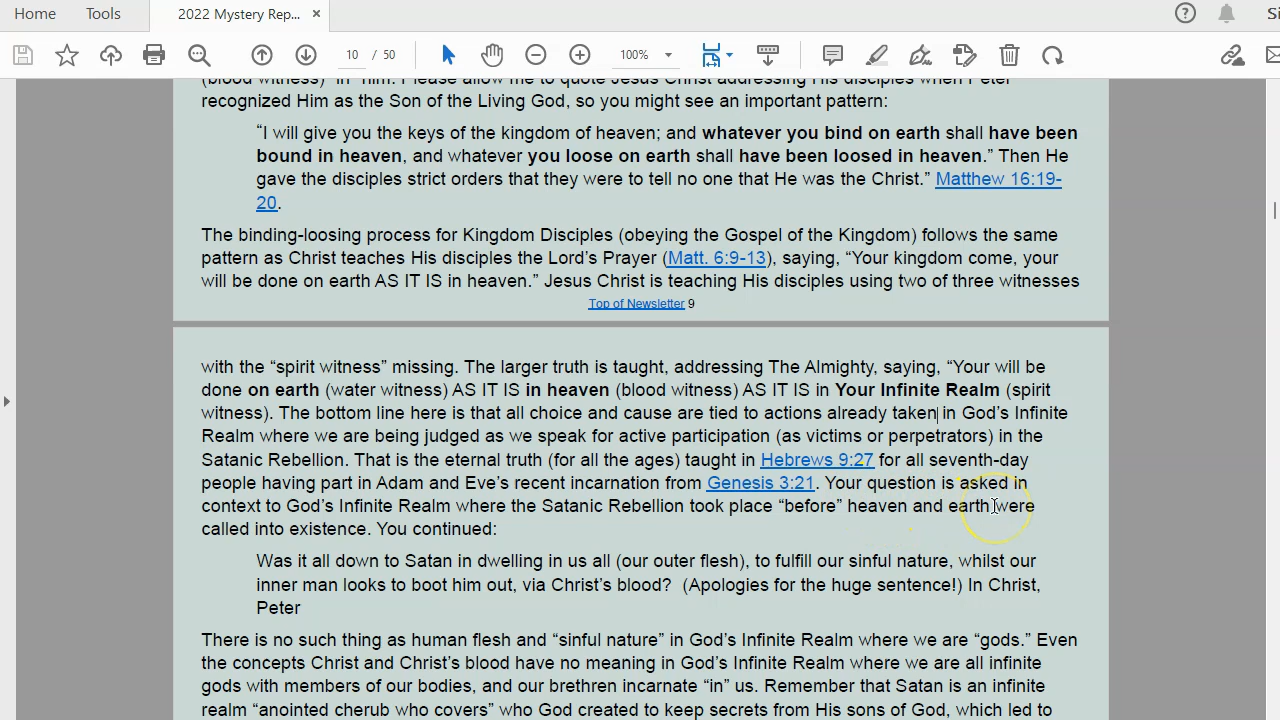 Home Tools 2022 Mystery Rep... × ? Si
10 / 50 100%
(blood witness) "in" him. Please allow me to quote Jesus Christ addressing His disciples when Peter
recognized Him as the Son of the Living God, so you might see an important pattern:
“I will give you the keys of the kingdom of heaven; and whatever you bind on earth shall have been
bound in heaven, and whatever you loose on earth shall have been loosed in heaven.” Then He
gave the disciples strict orders that they were to tell no one that He was the Christ.” Matthew 16:19-
20.
The binding-loosing process for Kingdom Disciples (obeying the Gospel of the Kingdom) follows the same
pattern as Christ teaches His disciples the Lord’s Prayer (Matt. 6:9-13), saying, “Your kingdom come, your
will be done on earth AS IT IS in heaven.” Jesus Christ is teaching His disciples using two of three witnesses
Top of Newsletter 9
with the “spirit witness” missing. The larger truth is taught, addressing The Almighty, saying, “Your will be
done on earth (water witness) AS IT IS in heaven (blood witness) AS IT IS in Your Infinite Realm (spirit
witness). The bottom line here is that all choice and cause are tied to actions already taken in God’s Infinite
Realm where we are being judged as we speak for active participation (as victims or perpetrators) in the
Satanic Rebellion. That is the eternal truth (for all the ages) taught in Hebrews 9:27 for all seventh-day
people having part in Adam and Eve’s recent incarnation from Genesis 3:21. Your question is asked in
context to God’s Infinite Realm where the Satanic Rebellion took place “before” heaven and earth were
called into existence. You continued:
Was it all down to Satan in dwelling in us all (our outer flesh), to fulfill our sinful nature, whilst our
inner man looks to boot him out, via Christ’s blood? (Apologies for the huge sentence!) In Christ,
Peter
There is no such thing as human flesh and “sinful nature” in God’s Infinite Realm where we are “gods.” Even
the concepts Christ and Christ’s blood have no meaning in God’s Infinite Realm where we are all infinite
gods with members of our bodies, and our brethren incarnate “in” us. Remember that Satan is an infinite
realm “anointed cherub who covers” who God created to keep secrets from His sons of God, which led to